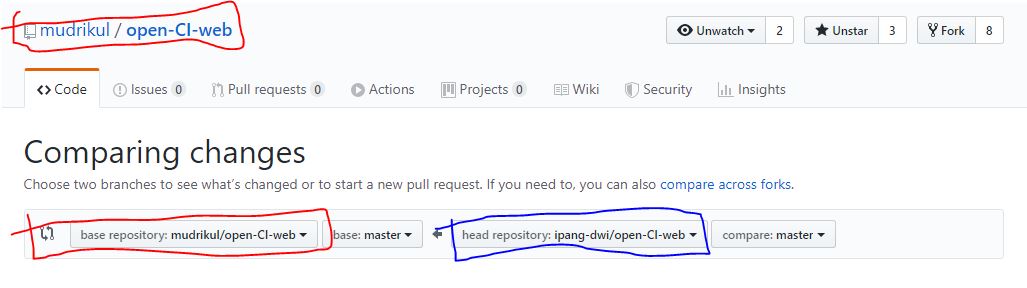 mudrikul / open-CI-web
Unwatch 2 Unstar 3 Fork 8
Code Issues 0 Pull requests 0 Actions Projects 0 Wiki Security Insights
Comparing changes
Choose two branches to see what's changed or to start a new pull request. If you need to, you can also compare across forks.
base repository: mudrikul/open-CI-web base: master head repository: ipang-dwi/open-CI-web compare: master